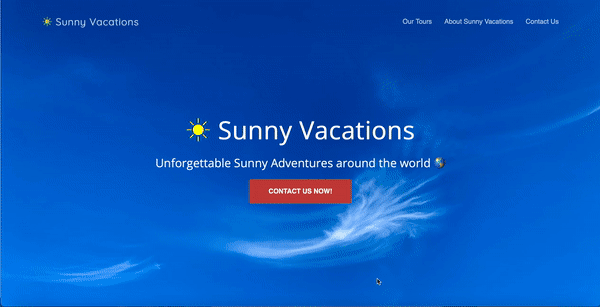 Sunny Vacations
Our Tours About Sunny Vacations Contact Us
Sunny Vacations
Unforgettable Sunny Adventures around the world
CONTACT US NOW!